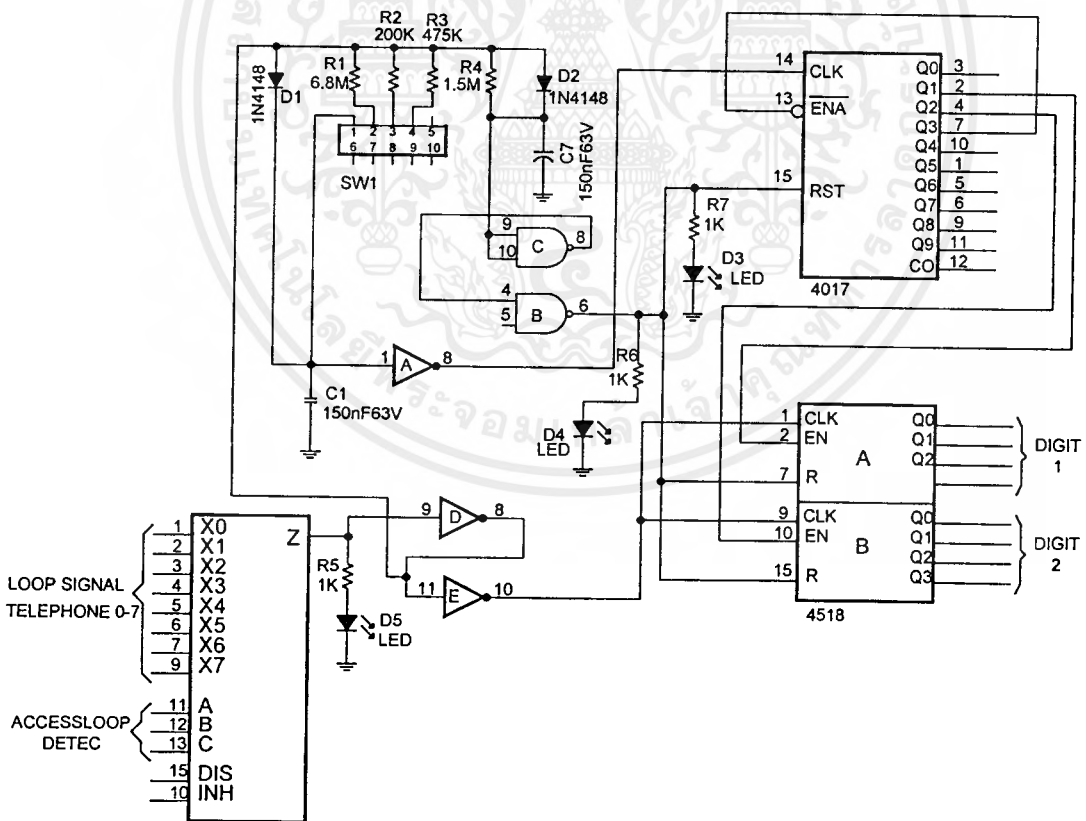 R2 R3
200K 475K
R1
6.8M
R4
1.5M
D2
1N4148
1N4148
D1
1 2 3 4 5
6 7 8 9 10
SW1
C7
150nF63V
9
10
C
8
4
5
B
6
R7
1K
D3
LED
14 CLK
13 ENA
15 RST
Q0 3
Q1 2
Q2 4
Q3 7
Q4 10
Q5 1
Q6 5
Q7 6
Q8 9
Q9 11
CO 12
4017
1 A 8
C1
150nF63V
R6
1K
D4
LED
1 CLK
2 EN
7 R
A
Q0
Q1
Q2
DIGIT
1
9 CLK
10 EN
15 R
B
Q0
Q1
Q2
Q3
DIGIT
2
4518
9 D 8
11 E 10
R5
1K
D5
LED
LOOP SIGNAL
TELEPHONE 0-7
1 X0
2 X1
3 X2
4 X3
5 X4
6 X5
7 X6
9 X7
Z
ACCESSLOOP
DETEC
11 A
12 B
13 C
15 DIS
10 INH